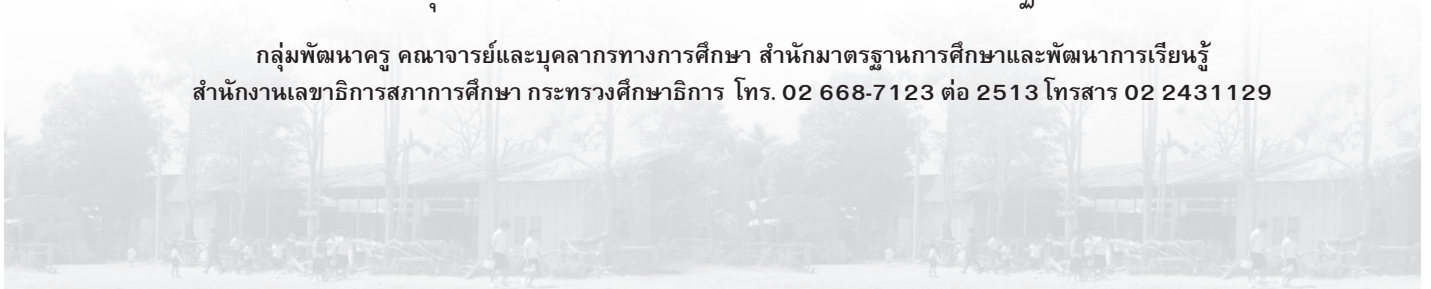 กลุ่มพัฒนาครู คณาจารย์และบุคลากรทางการศึกษา สำนักมาตรฐานการศึกษาและพัฒนาการเรียนรู้
สำนักงานเลขาธิการสภาการศึกษา กระทรวงศึกษาธิการ โทร. 02 668-7123 ต่อ 2513 โทรสาร 02 2431129